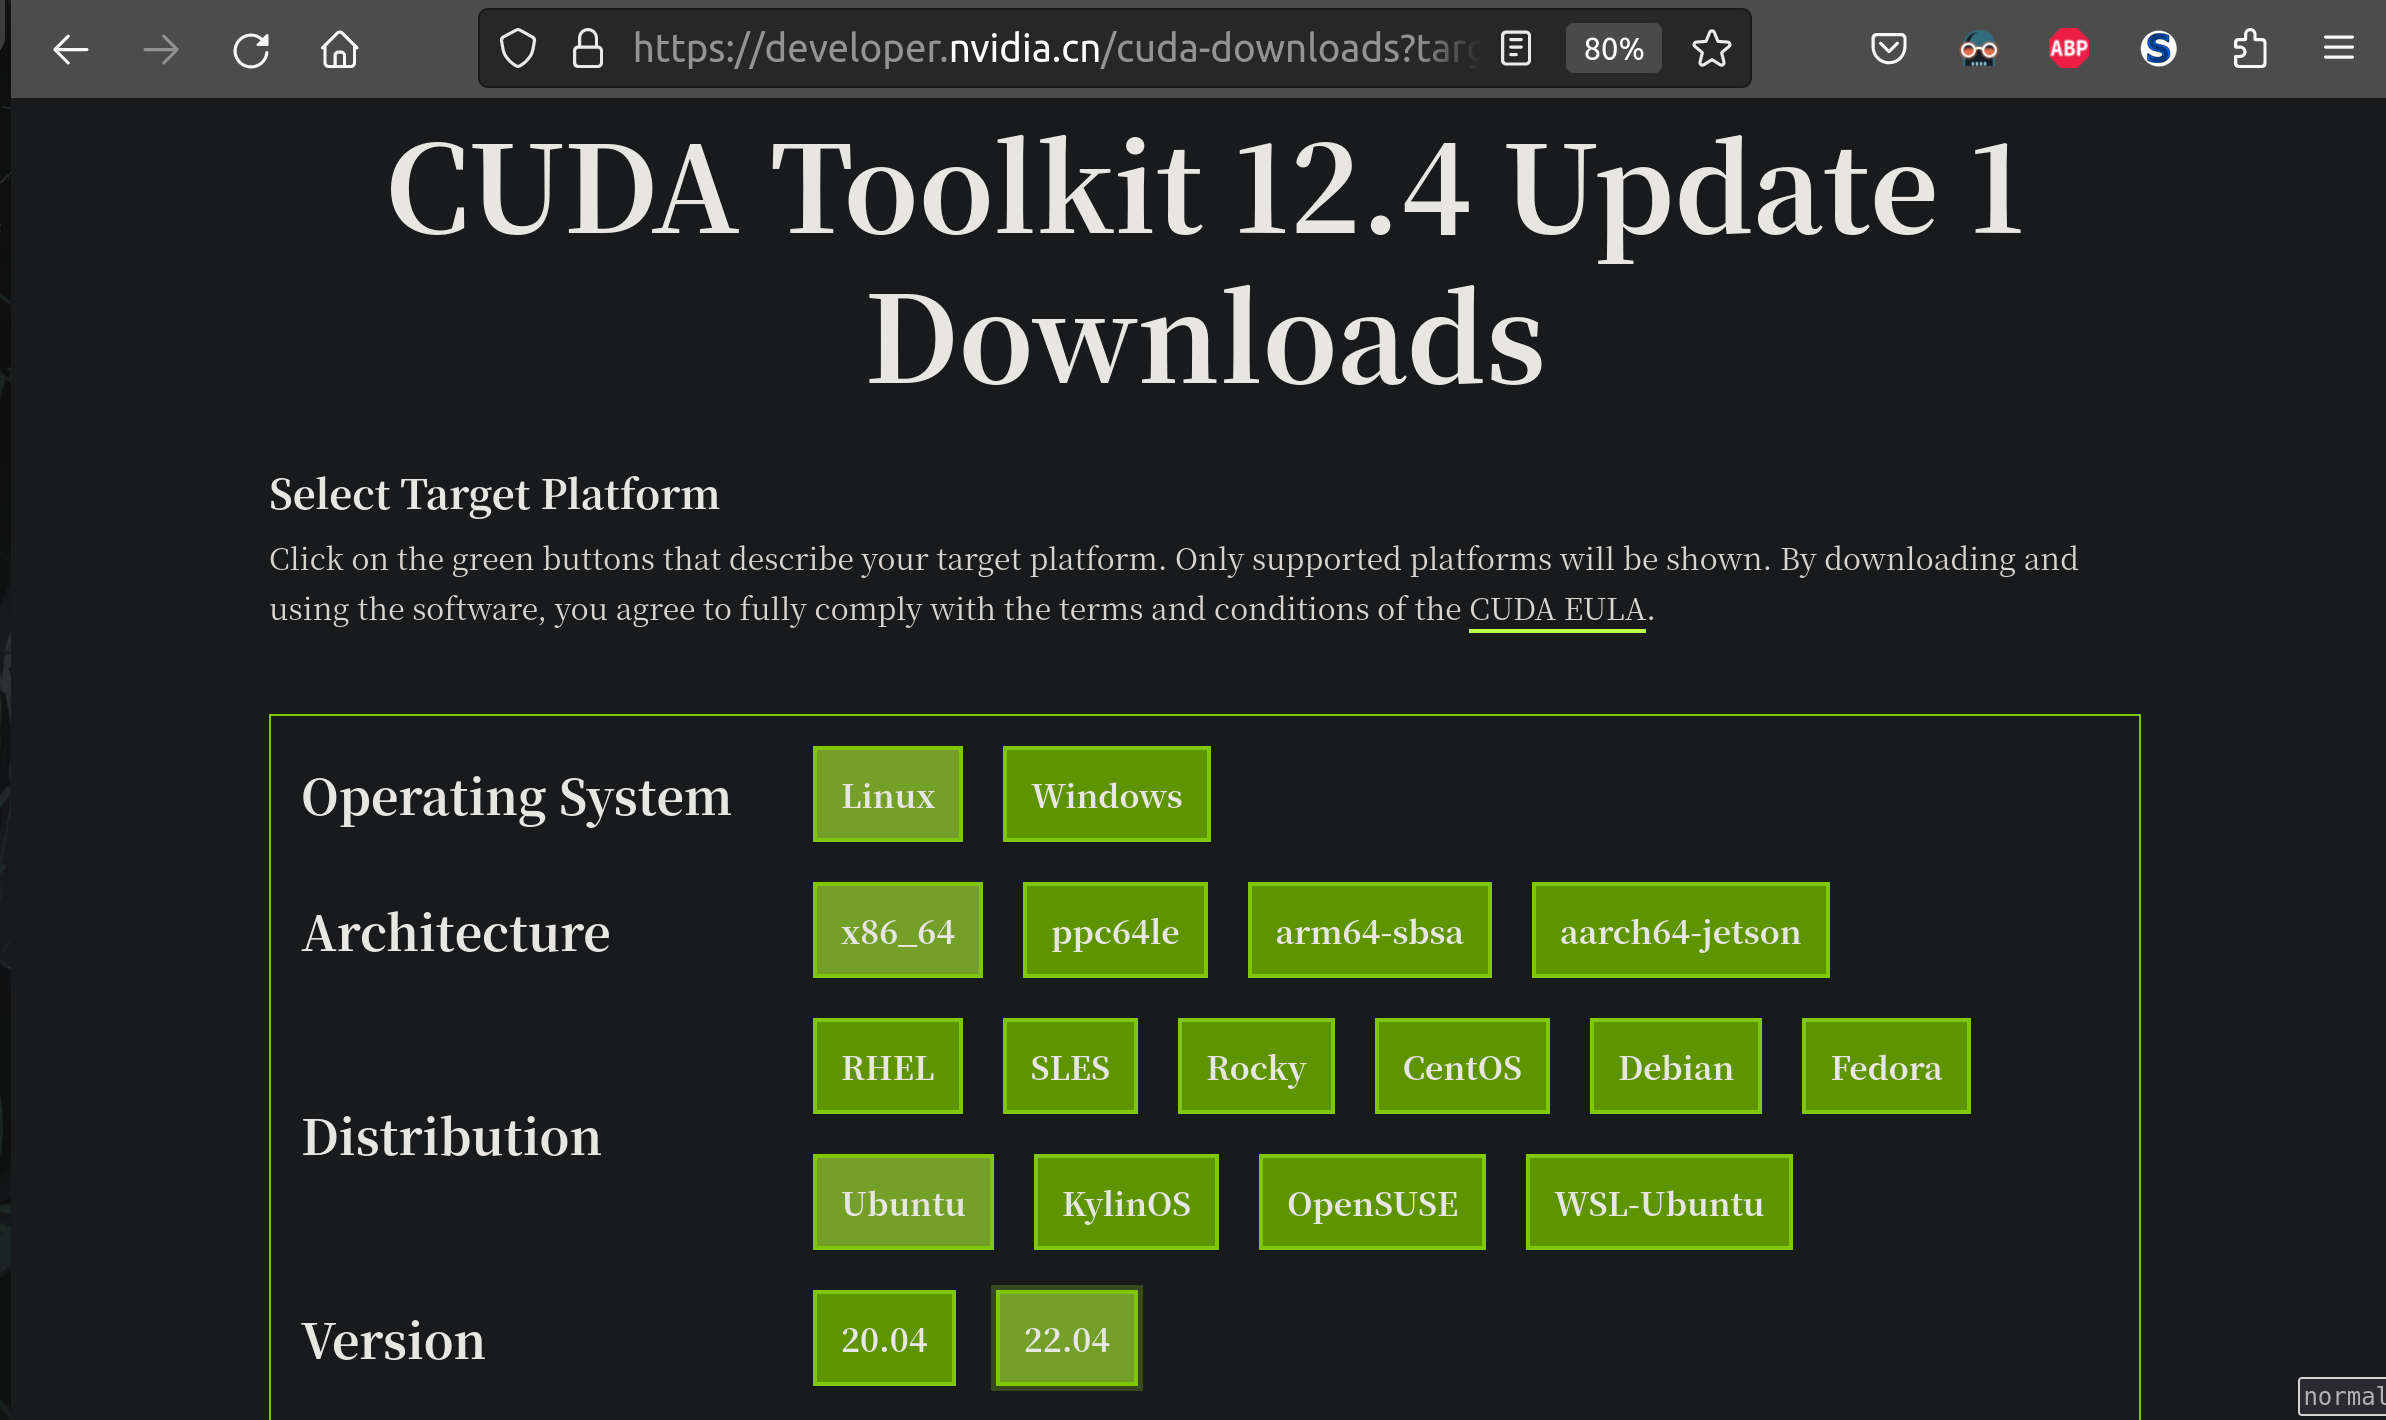 https://developer.nvidia.cn/cuda-downloads?targ
80%
ABP
S
CUDA Toolkit 12.4 Update 1
Downloads
Select Target Platform
Click on the green buttons that describe your target platform. Only supported platforms will be shown. By downloading and
using the software, you agree to fully comply with the terms and conditions of the CUDA EULA.
Operating System
Linux Windows
Architecture
x86_64 ppc64le arm64-sbsa aarch64-jetson
Distribution
RHEL SLES Rocky CentOS Debian Fedora
Ubuntu KylinOS OpenSUSE WSL-Ubuntu
Version
20.04 22.04
normal